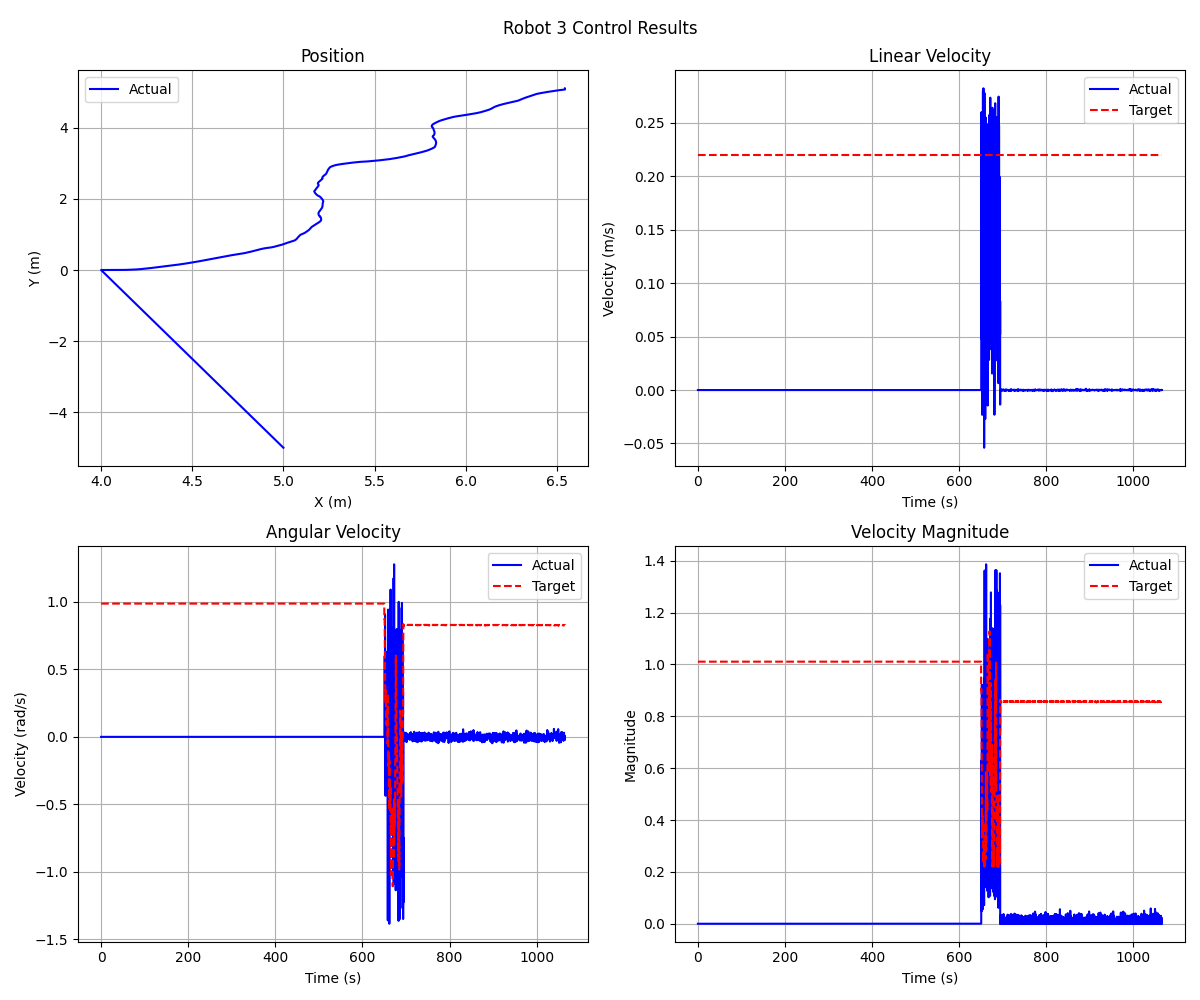 Robot 3 Control Results
Position
Actual
4
2
0
−2
−4
Y (m)
4.0 4.5 5.0 5.5 6.0 6.5
X (m)
Linear Velocity
Actual
Target
0.25
0.20
0.15
0.10
0.05
0.00
−0.05
Velocity (m/s)
0 200 400 600 800 1000
Time (s)
Angular Velocity
Actual
Target
1.0
0.5
0.0
−0.5
−1.0
−1.5
Velocity (rad/s)
0 200 400 600 800 1000
Time (s)
Velocity Magnitude
Actual
Target
1.4
1.2
1.0
0.8
0.6
0.4
0.2
0.0
Magnitude
0 200 400 600 800 1000
Time (s)